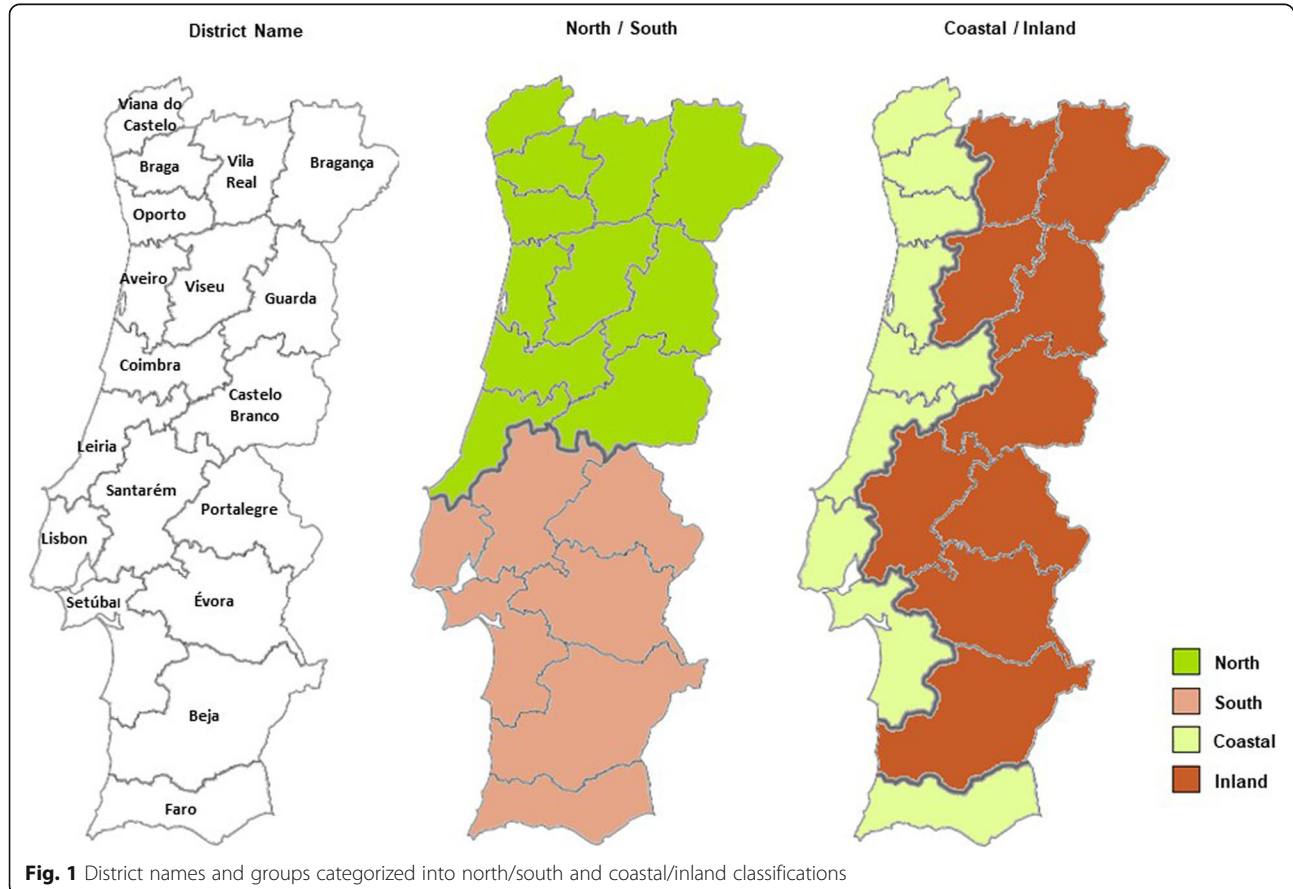 District Name
North / South
Coastal / Inland
Viana do
Castelo
Braga
Vila
Real
Bragança
Oporto
Aveiro
Viseu
Guarda
Coimbra
Castelo
Branco
Leiria
Santarém
Portalegre
Lisbon
Setúbal
Évora
Beja
Faro
North
South
Coastal
Inland
Fig. 1 District names and groups categorized into north/south and coastal/inland classifications